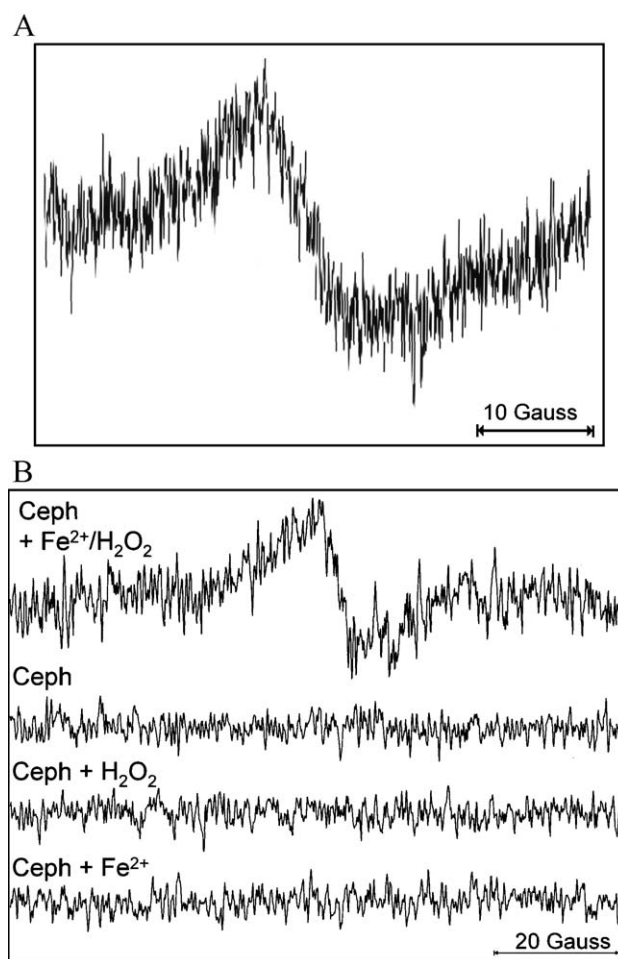 A
10 Gauss
B
Ceph
+ Fe²⁺/H₂O₂
Ceph
Ceph + H₂O₂
Ceph + Fe²⁺
20 Gauss